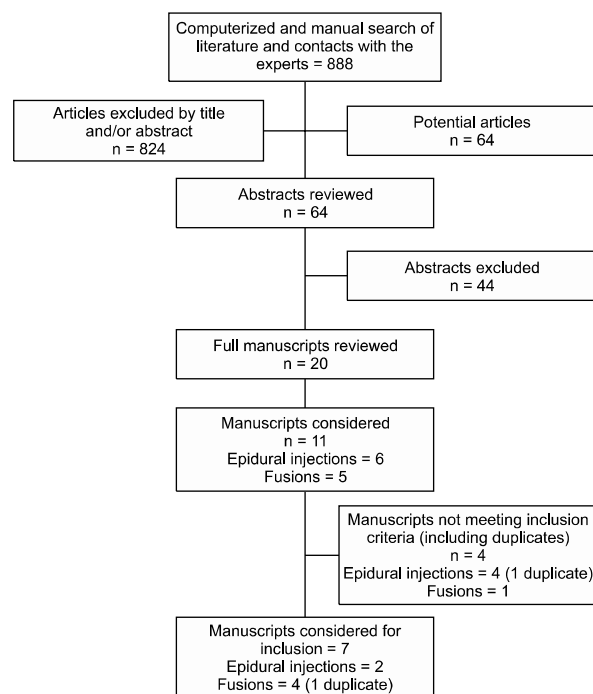 Computerized and manual search of
literature and contacts with the
experts = 888
Articles excluded by title
and/or abstract
n = 824
Potential articles
n = 64
Abstracts reviewed
n = 64
Abstracts excluded
n = 44
Full manuscripts reviewed
n = 20
Manuscripts considered
n = 11
Epidural injections = 6
Fusions = 5
Manuscripts not meeting inclusion
criteria (including duplicates)
n = 4
Epidural injections = 4 (1 duplicate)
Fusions = 1
Manuscripts considered for
inclusion = 7
Epidural injections = 2
Fusions = 4 (1 duplicate)